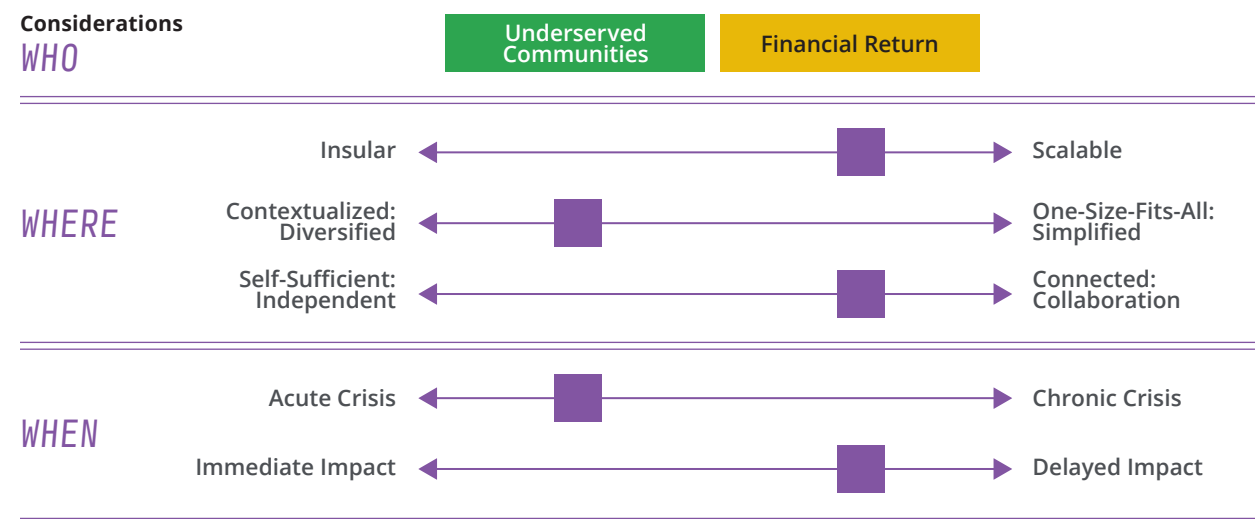 Considerations
WHO
Underserved
Communities
Financial Return
Insular
Scalable
WHERE
Contextualized:
Diversified
One-Size-Fits-All:
Simplified
Self-Sufficient:
Independent
Connected:
Collaboration
WHEN
Acute Crisis
Chronic Crisis
Immediate Impact
Delayed Impact